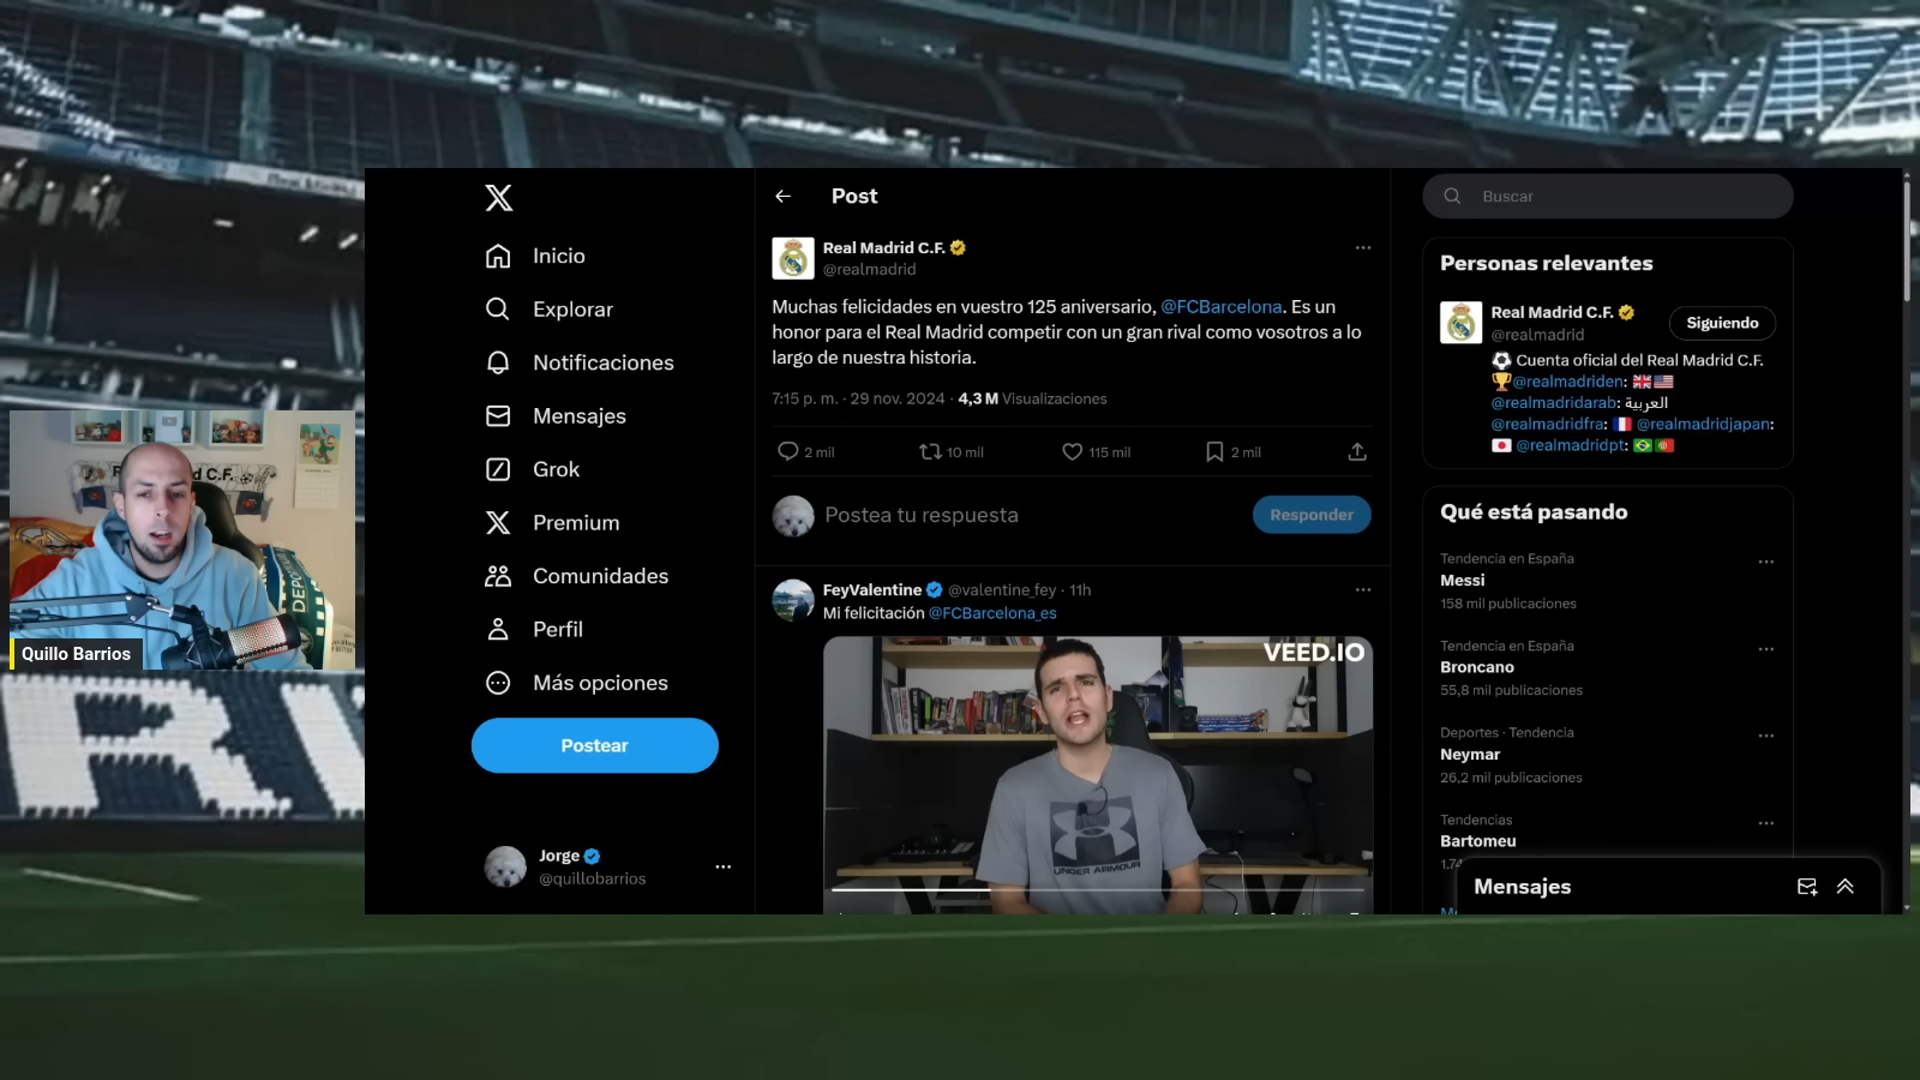 Real Madrid
Real Madrid
Inicio
Explorar
Notificaciones
Mensajes
Grok
Premium
Comunidades
Perfil
Más opciones
Postear
Jorge
@quillobarrios
Post
Real Madrid C.F.
@realmadrid
Muchas felicidades en vuestro 125 aniversario, @FCBarcelona. Es un
honor para el Real Madrid competir con un gran rival como vosotros a lo
largo de nuestra historia.
7:15 p. m. · 29 nov. 2024 · 4,3 M Visualizaciones
2 mil
10 mil
115 mil
2 mil
Postea tu respuesta
Responder
FeyValentine @valentine_fey · 11h
Mi felicitación @FCBarcelona_es
VEED.IO
UNDER ARMOUR
Buscar
Personas relevantes
Real Madrid C.F.
@realmadrid
Siguiendo
Cuenta oficial del Real Madrid C.F.
@realmadriden:
@realmadridarab: العربية
@realmadridfra: @realmadridjapan:
@realmadridpt:
Qué está pasando
Tendencia en España
Messi
158 mil publicaciones
Tendencia en España
Broncano
55,8 mil publicaciones
Deportes · Tendencia
Neymar
26,2 mil publicaciones
Tendencias
Bartomeu
Mensajes
d C.F.
Quillo Barrios